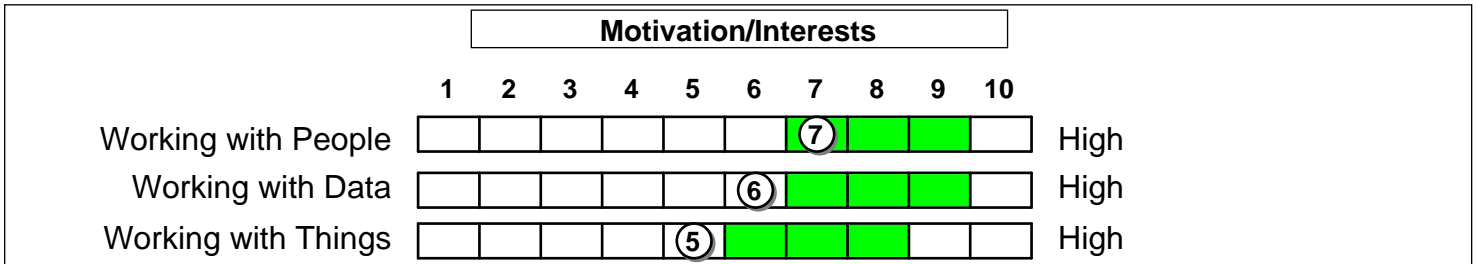 Motivation/Interests
1 2 3 4 5 6 7 8 9 10
Working with People 7 High
Working with Data 6 High
Working with Things 5 High